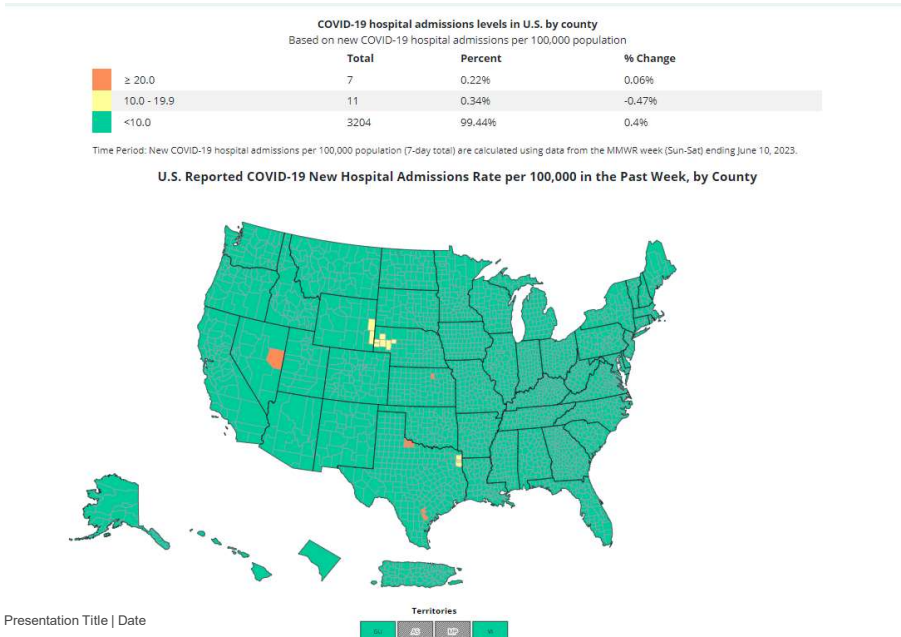 COVID-19 hospital admissions levels in U.S. by county
Based on new COVID-19 hospital admissions per 100,000 population
Total Percent % Change
≥ 20.0 7 0.22% 0.06%
10.0 - 19.9 11 0.34% -0.47%
<10.0 3204 99.44% 0.4%
Time Period: New COVID-19 hospital admissions per 100,000 population (7-day total) are calculated using data from the MMWR week (Sun-Sat) ending June 10, 2023.
U.S. Reported COVID-19 New Hospital Admissions Rate per 100,000 in the Past Week, by County
Territories
GU AS MP VI
Presentation Title | Date